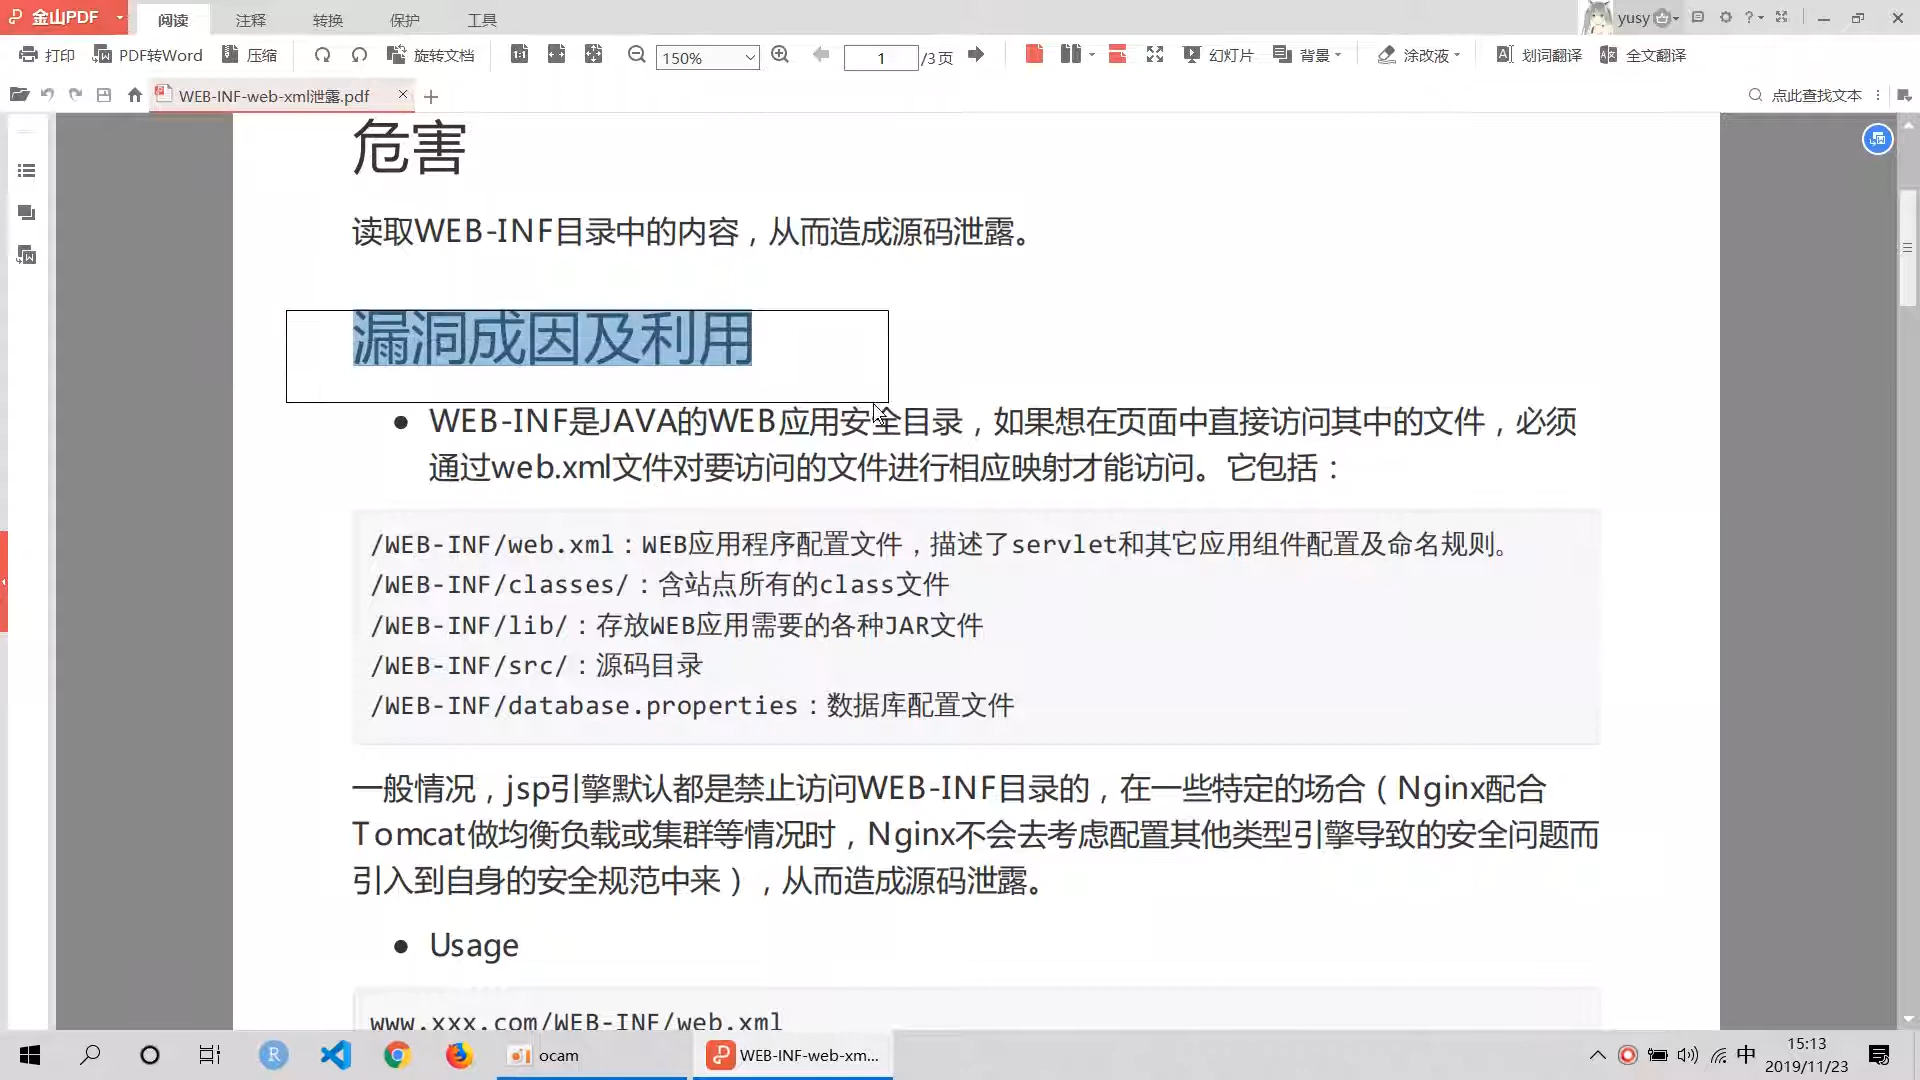 金山PDF
阅读 注释 转换 保护 工具
yusy
打印 PDF转Word 压缩 旋转文档 150% 1 /3页 幻灯片 背景 涂改液 划词翻译 全文翻译
WEB-INF-web-xml泄露.pdf
点此查找文本
危害
读取WEB-INF目录中的内容，从而造成源码泄露。
漏洞成因及利用
● WEB-INF是JAVA的WEB应用安全目录，如果想在页面中直接访问其中的文件，必须
通过web.xml文件对要访问的文件进行相应映射才能访问。它包括：
/WEB-INF/web.xml：WEB应用程序配置文件，描述了servlet和其它应用组件配置及命名规则。
/WEB-INF/classes/：含站点所有的class文件
/WEB-INF/lib/：存放WEB应用需要的各种JAR文件
/WEB-INF/src/：源码目录
/WEB-INF/database.properties：数据库配置文件
一般情况，jsp引擎默认都是禁止访问WEB-INF目录的，在一些特定的场合（Nginx配合
Tomcat做均衡负载或集群等情况时，Nginx不会去考虑配置其他类型引擎导致的安全问题而
引入到自身的安全规范中来），从而造成源码泄露。
● Usage
www.xxx.com/WEB-INF/web.xml
ocam
WEB-INF-web-xm...
中
15:13
2019/11/23